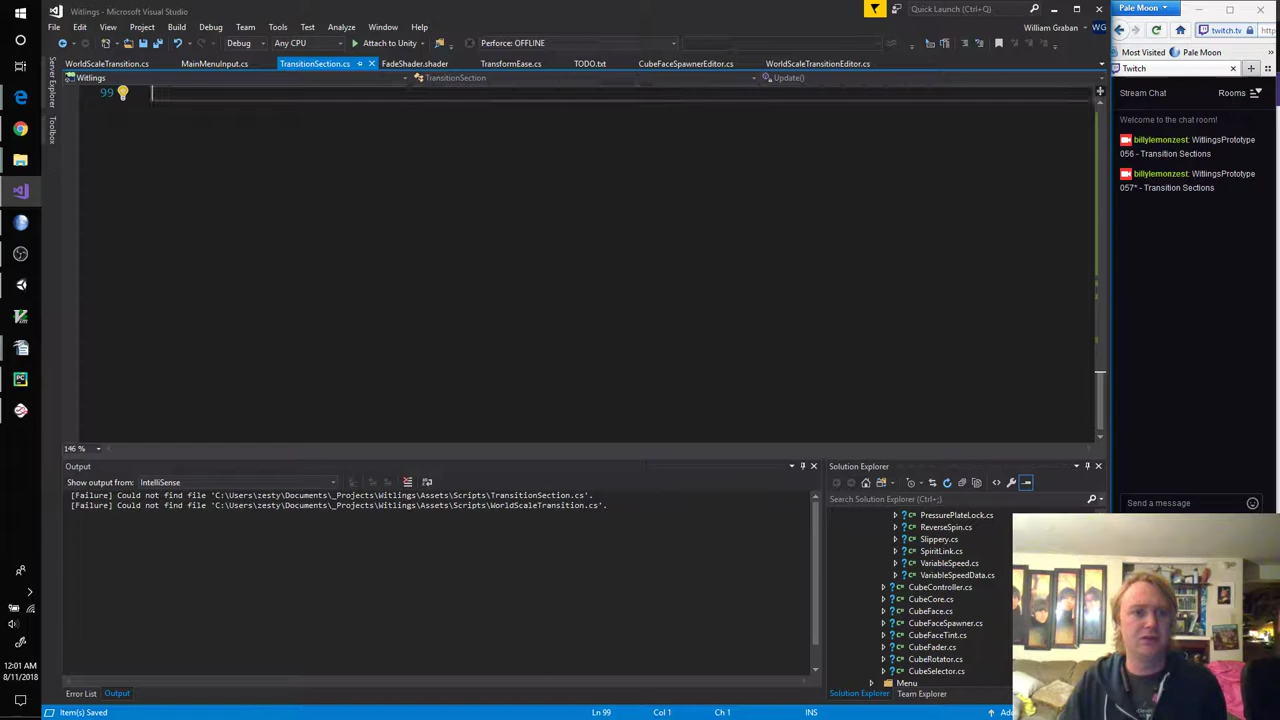 Witlings - Microsoft Visual Studio
Quick Launch (Ctrl+Q)
Pale Moon
File Edit View Project Build Debug Team Tools Test Analyze Window Help
William Graban WG
twitch.tv http
Debug Any CPU Attach to Unity Perforce: OFFLINE
Most Visited Pale Moon
WorldScaleTransition.cs MainMenuInput.cs TransitionSection.cs FadeShader.shader TransformEase.cs TODO.txt CubeFaceSpawnerEditor.cs WorldScaleTransitionEditor.cs
Twitch
Witlings TransitionSection Update()
Server Explorer
Toolbox
99
Stream Chat Rooms
Welcome to the chat room!
billylemonzest: WitlingsPrototype
056 - Transition Sections
billylemonzest: WitlingsPrototype
057* - Transition Sections
146 %
Output
Show output from: IntelliSense
[Failure] Could not find file 'C:\Users\zesty\Documents\_Projects\Witlings\Assets\Scripts\TransitionSection.cs'.
[Failure] Could not find file 'C:\Users\zesty\Documents\_Projects\Witlings\Assets\Scripts\WorldScaleTransition.cs'.
Solution Explorer
Search Solution Explorer (Ctrl+;)
PressurePlateLock.cs
ReverseSpin.cs
Slippery.cs
SpiritLink.cs
VariableSpeed.cs
VariableSpeedData.cs
CubeController.cs
CubeCore.cs
CubeFace.cs
CubeFaceSpawner.cs
CubeFaceTint.cs
CubeFader.cs
CubeRotator.cs
CubeSelector.cs
Menu
Send a message
Error List Output
Solution Explorer Team Explorer
12:01 AM
8/11/2018
Item(s) Saved Ln 99 Col 1 Ch 1 INS